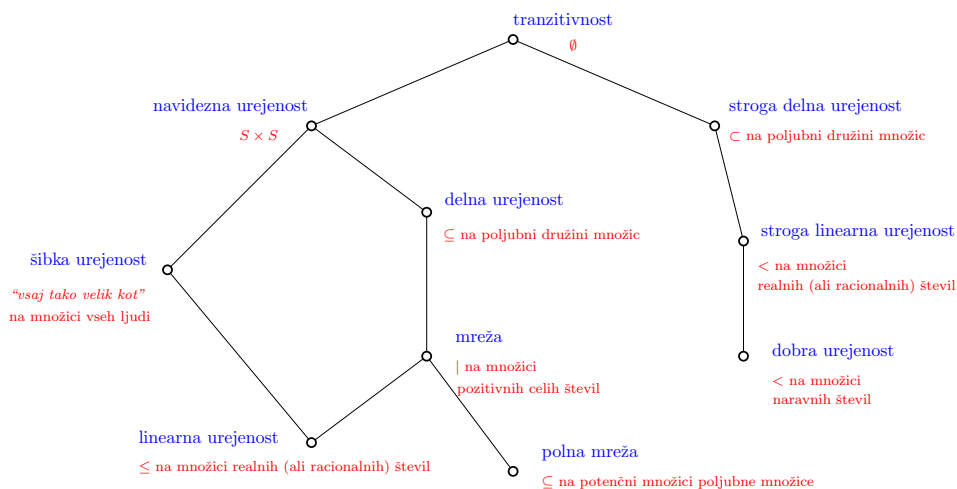 tranzitivnost
∅
navidezna urejenost
S × S
stroga delna urejenost
⊂ na poljubni družini množic
delna urejenost
⊆ na poljubni družini množic
stroga linearna urejenost
< na množici
realnih (ali racionalnih) števil
šibka urejenost
“vsaj tako velik kot”
na množici vseh ljudi
mreža
| na množici
pozitivnih celih števil
dobra urejenost
< na množici
naravnih števil
linearna urejenost
≤ na množici realnih (ali racionalnih) števil
polna mreža
⊆ na potenčni množici poljubne množice